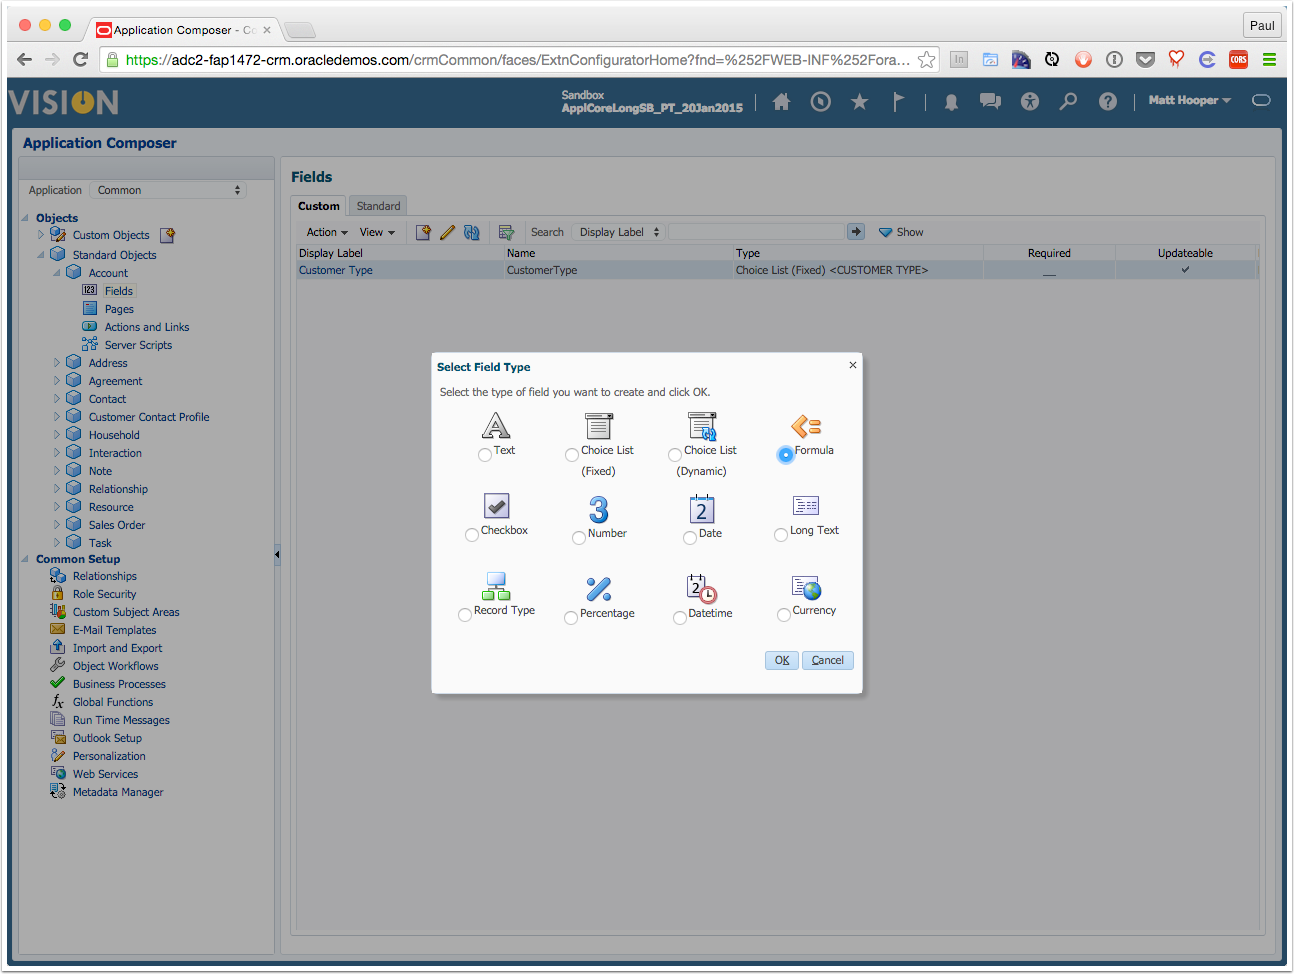 Application Composer - Co
Paul
https://adc2-fap1472-crm.oracledemos.com/crmCommon/faces/ExtnConfiguratorHome?fnd=%252FWEB-INF%252Fora...
CORS
VISION
Sandbox
ApplCoreLongSB_PT_20Jan2015
Matt Hooper
Application Composer
Application Common
Objects
Custom Objects
Standard Objects
Account
Fields
Pages
Actions and Links
Server Scripts
Address
Agreement
Contact
Customer Contact Profile
Household
Interaction
Note
Relationship
Resource
Sales Order
Task
Common Setup
Relationships
Role Security
Custom Subject Areas
E-Mail Templates
Import and Export
Object Workflows
Business Processes
Global Functions
Run Time Messages
Outlook Setup
Personalization
Web Services
Metadata Manager
Fields
Custom Standard
Action View Search Display Label Show
Display Label Name Type Required Updateable
Customer Type CustomerType Choice List (Fixed) <CUSTOMER TYPE>
Select Field Type
Select the type of field you want to create and click OK.
Text Choice List (Fixed) Choice List (Dynamic) Formula
Checkbox Number Date Long Text
Record Type Percentage Datetime Currency
OK Cancel